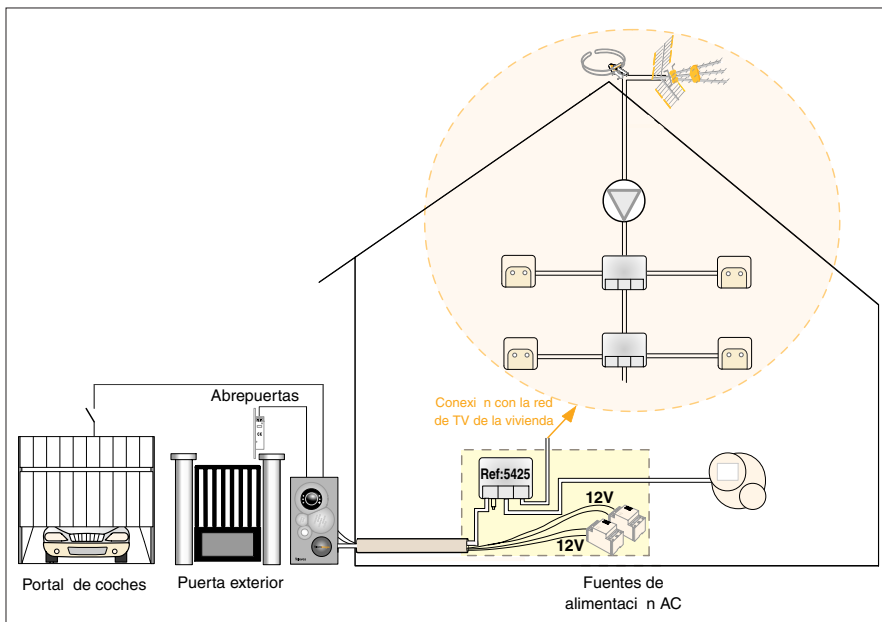 Conexi n con la red
de TV de la vivienda
Abrepuertas
Ref:5425
12V
12V
Portal de coches
Puerta exterior
Fuentes de
alimentaci n AC